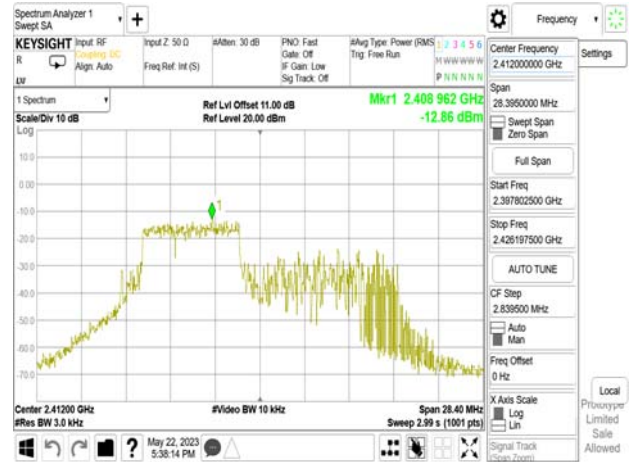 Spectrum Analyzer 1
Swept SA
Frequency
KEYSIGHT
Input: RF
Coupling: DC
Align: Auto
Input Z: 50 Ω
Freq Ref: Int (S)
#Atten: 30 dB
PNO: Fast
Gate: Off
IF Gain: Low
Sig Track: Off
#Avg Type: Power (RMS
Trig: Free Run
1 2 3 4 5 6
M W W W W W
P N N N N N
R
LV
Center Frequency
2.412000000 GHz
Settings
1 Spectrum
Scale/Div 10 dB
Ref Lvl Offset 11.00 dB
Ref Level 20.00 dBm
Mkr1 2.408 962 GHz
-12.86 dBm
Log
10.0
0.00
-10.0
-20.0
-30.0
-40.0
-50.0
-60.0
-70.0
1
Span
28.3950000 MHz
Swept Span
Zero Span
Full Span
Start Freq
2.397802500 GHz
Stop Freq
2.426197500 GHz
AUTO TUNE
CF Step
2.839500 MHz
Auto
Man
Freq Offset
0 Hz
X Axis Scale
Log
Lin
Signal Track
(Span Zoom)
Local
Prototype
Limited
Sale
Allowed
Center 2.41200 GHz
#Res BW 3.0 kHz
#Video BW 10 kHz
Span 28.40 MHz
Sweep 2.99 s (1001 pts)
May 22, 2023
5:38:14 PM